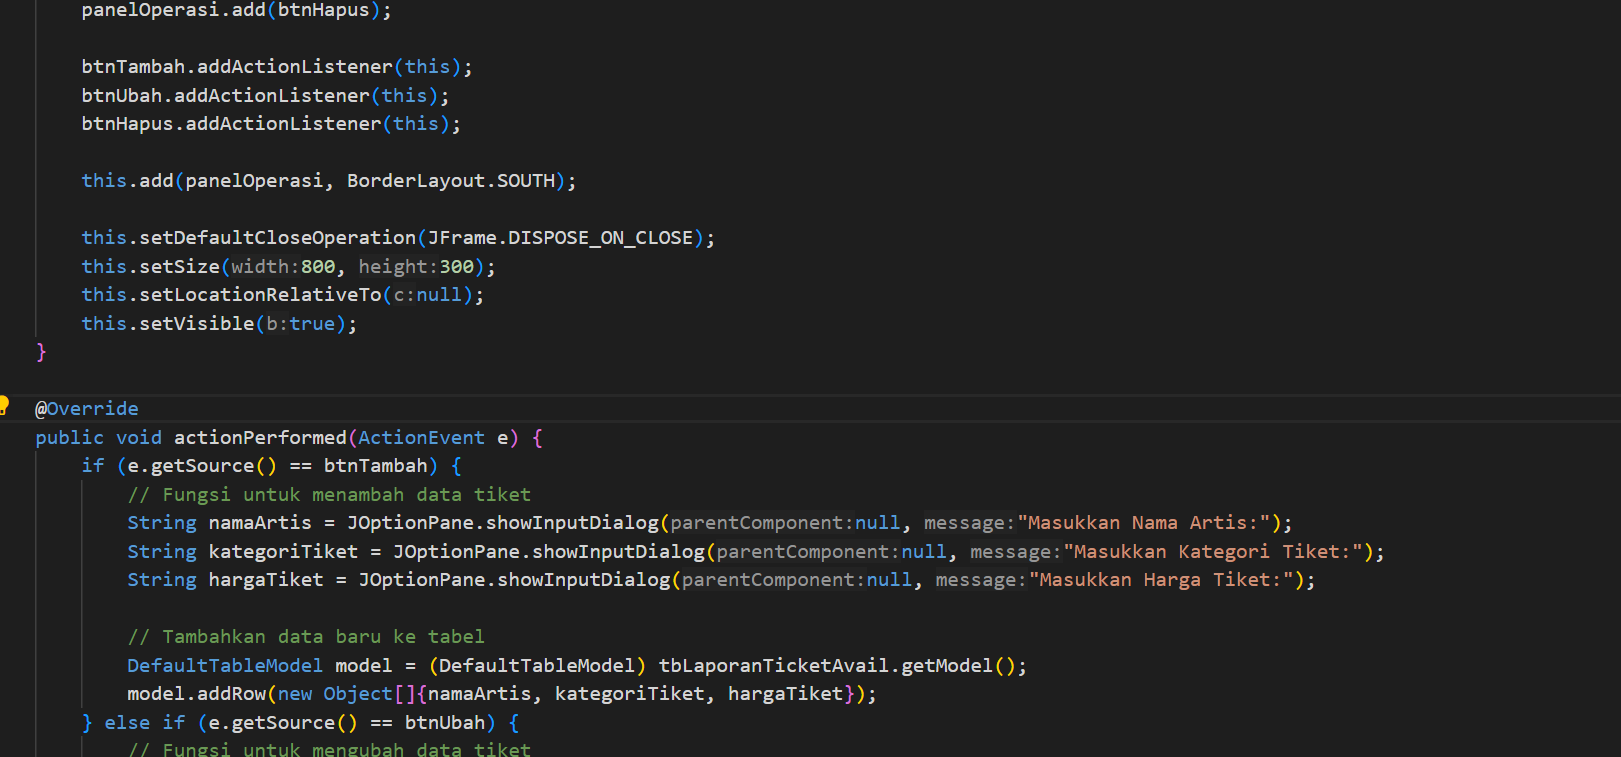 panelOperasi.add(btnHapus);
btnTambah.addActionListener(this);
btnUbah.addActionListener(this);
btnHapus.addActionListener(this);
this.add(panelOperasi, BorderLayout.SOUTH);
this.setDefaultCloseOperation(JFrame.DISPOSE_ON_CLOSE);
this.setSize(width:800, height:300);
this.setLocationRelativeTo(c:null);
this.setVisible(b:true);
}
@Override
public void actionPerformed(ActionEvent e) {
if (e.getSource() == btnTambah) {
// Fungsi untuk menambah data tiket
String namaArtis = JOptionPane.showInputDialog(parentComponent:null, message:"Masukkan Nama Artis:");
String kategoriTiket = JOptionPane.showInputDialog(parentComponent:null, message:"Masukkan Kategori Tiket:");
String hargaTiket = JOptionPane.showInputDialog(parentComponent:null, message:"Masukkan Harga Tiket:");
// Tambahkan data baru ke tabel
DefaultTableModel model = (DefaultTableModel) tbLaporanTicketAvail.getModel();
model.addRow(new Object[]{namaArtis, kategoriTiket, hargaTiket});
} else if (e.getSource() == btnUbah) {
// Fungsi untuk mengubah data tiket